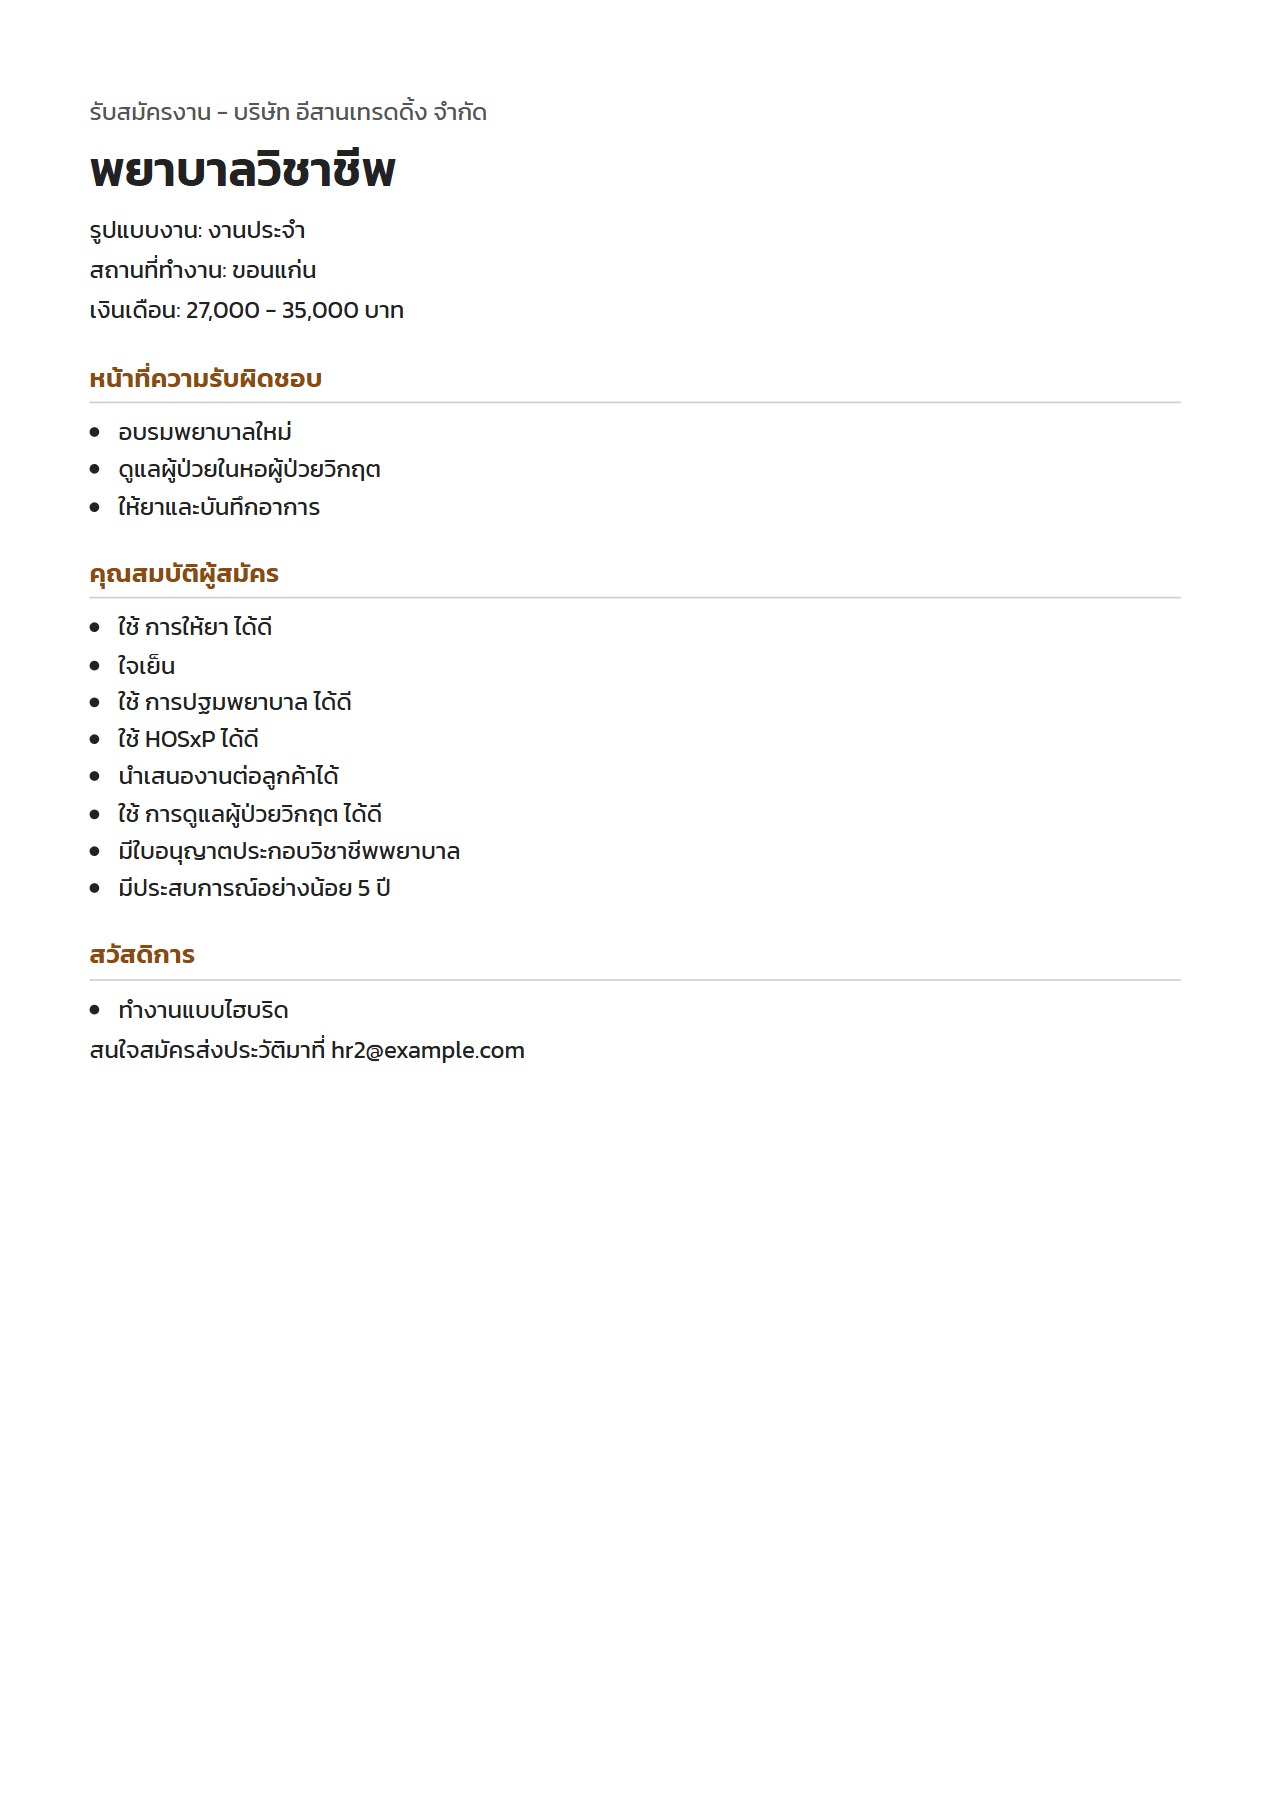 รับสมัครงาน – บริษัท อีสานเทรดดิ้ง จำกัด
พยาบาลวิชาชีพ
รูปแบบงาน: งานประจำ
สถานที่ทำงาน: ขอนแก่น
เงินเดือน: 27,000 – 35,000 บาท
หน้าที่ความรับผิดชอบ
• อบรมพยาบาลใหม่
• ดูแลผู้ป่วยในหอผู้ป่วยวิกฤต
• ให้ยาและบันทึกอาการ
คุณสมบัติผู้สมัคร
• ใช้ การให้ยา ได้ดี
• ใจเย็น
• ใช้ การปฐมพยาบาล ได้ดี
• ใช้ HOSxP ได้ดี
• นำเสนองานต่อลูกค้าได้
• ใช้ การดูแลผู้ป่วยวิกฤต ได้ดี
• มีใบอนุญาตประกอบวิชาชีพพยาบาล
• มีประสบการณ์อย่างน้อย 5 ปี
สวัสดิการ
• ทำงานแบบไฮบริด
สนใจสมัครส่งประวัติมาที่ hr2@example.com